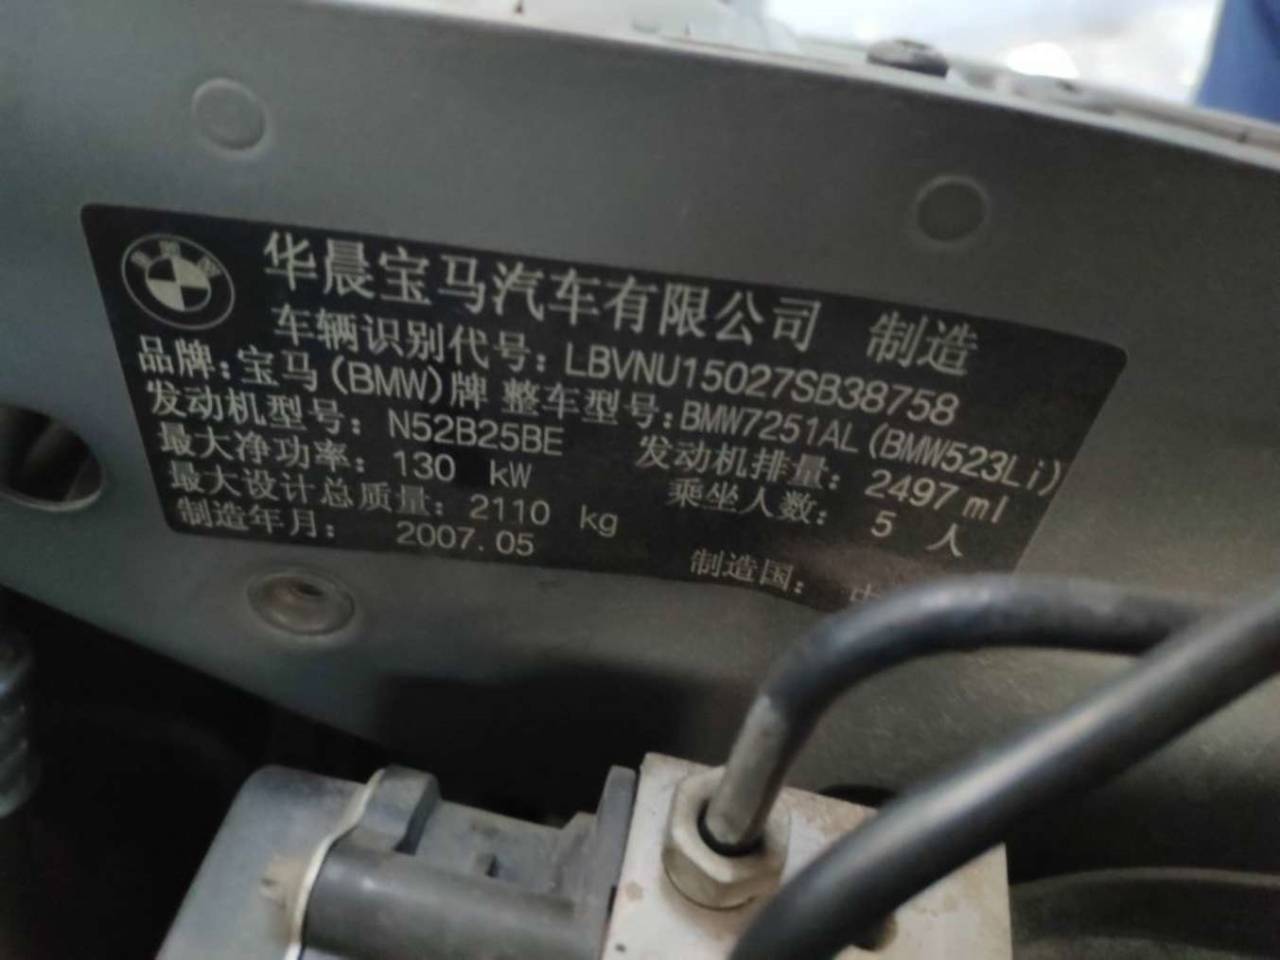 华晨宝马汽车有限公司 制造
车辆识别代号: LBVNU15027SB38758
品牌: 宝马(BMW)牌 整车型号: BMW7251AL(BMW523Li)
发动机型号: N52B25BE 发动机排量: 2497ml
最大净功率: 130 kW 乘坐人数: 5 人
最大设计总质量: 2110 kg
制造年月: 2007.05 制造国: